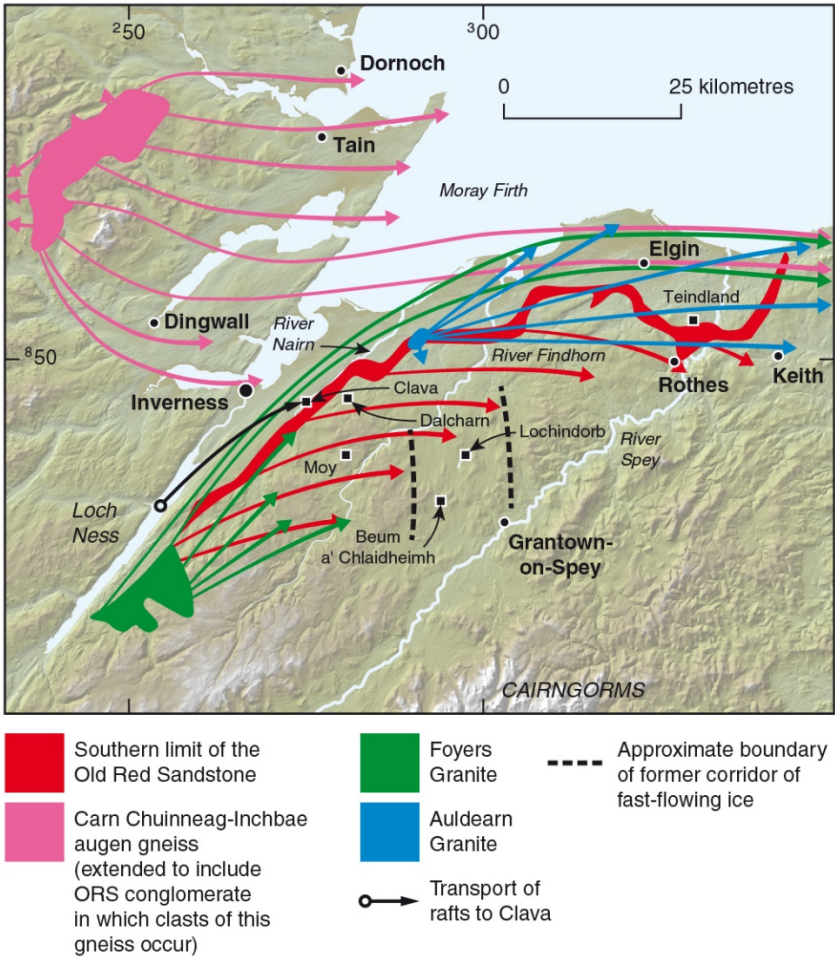 ²50
³00
Dornoch
0
25 kilometres
Tain
Moray Firth
Elgin
Teindland
Dingwall
River
Nairn
River Findhorn
⁸50
Rothes
Keith
Inverness
Clava
Dalcharn
Lochindorb
River
Spey
Moy
Loch
Ness
Beum
a' Chlaidheimh
Grantown-
on-Spey
CAIRNGORMS
Southern limit of the
Old Red Sandstone
Carn Chuinneag-Inchbae
augen gneiss
(extended to include
ORS conglomerate
in which clasts of this
gneiss occur)
Foyers
Granite
Auldearn
Granite
Transport of
rafts to Clava
Approximate boundary
of former corridor of
fast-flowing ice